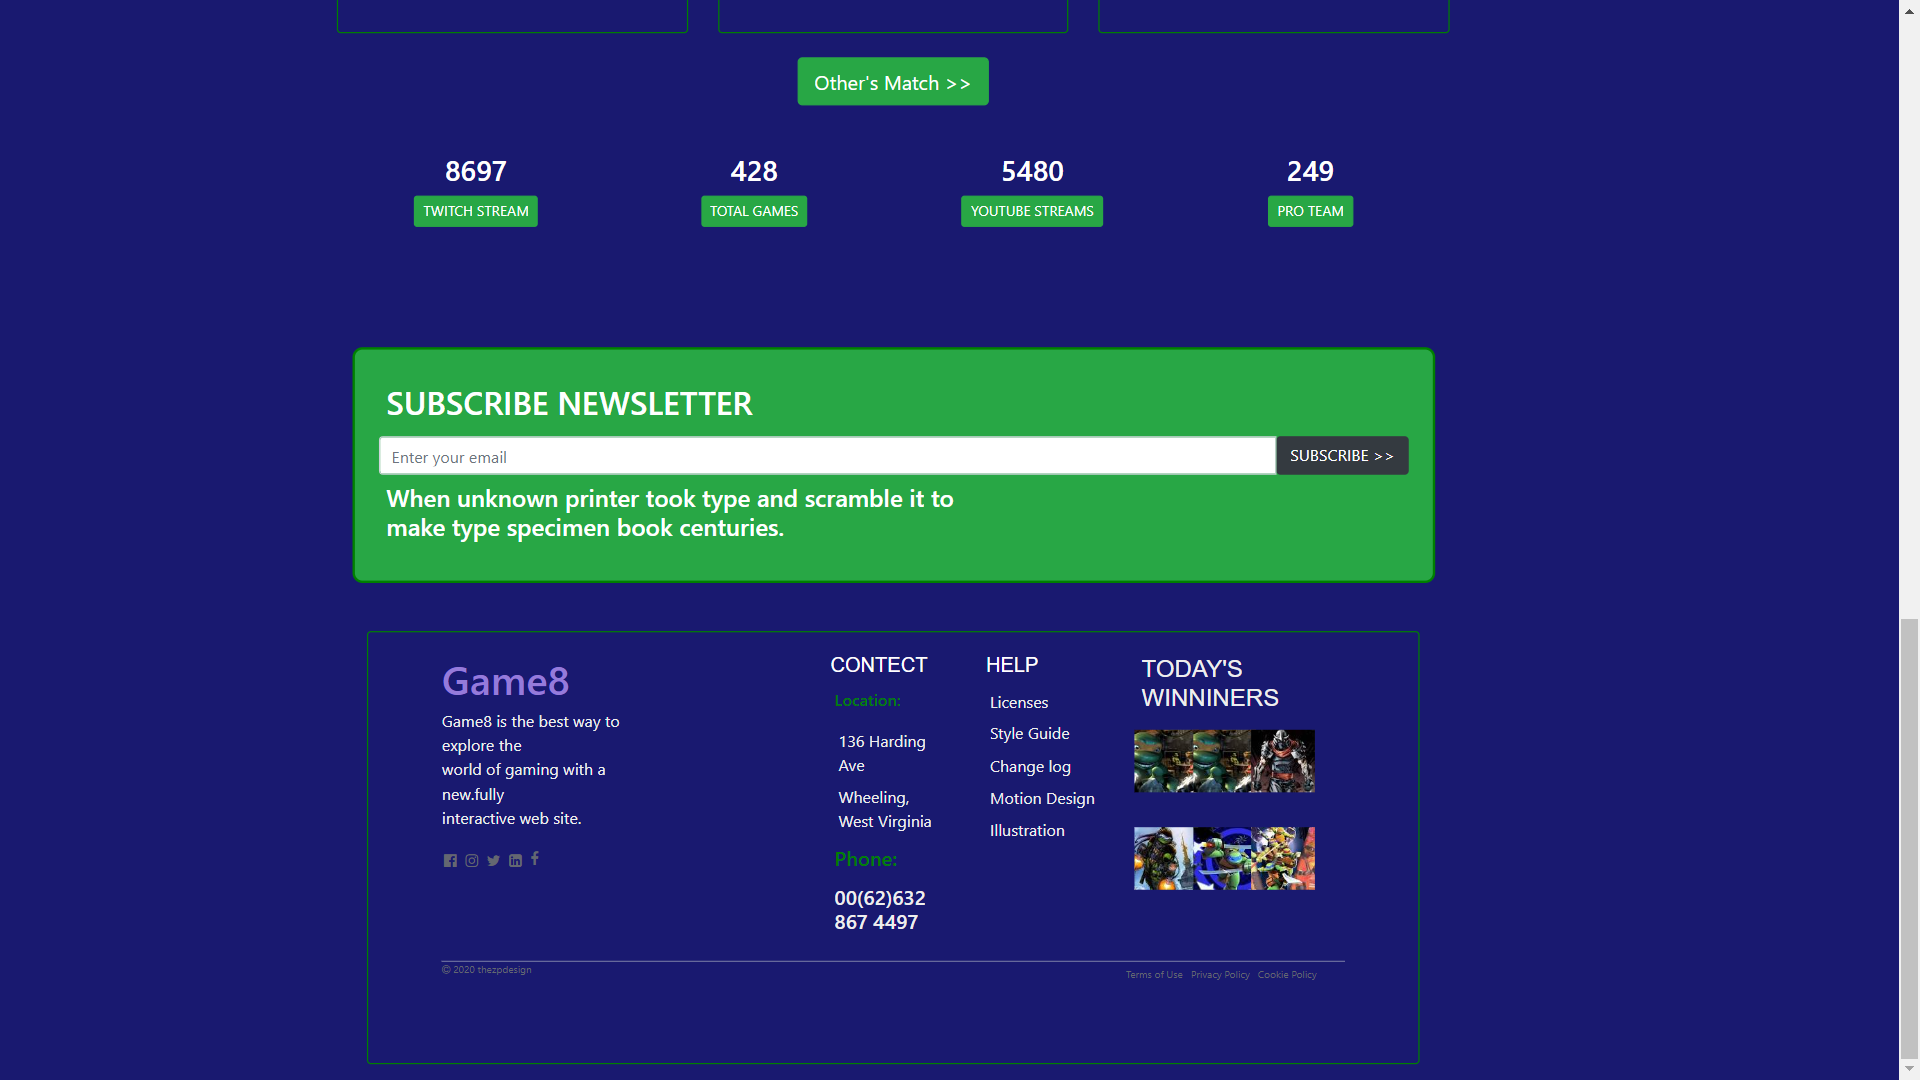 Other's Match >>
8697
TWITCH STREAM
428
TOTAL GAMES
5480
YOUTUBE STREAMS
249
PRO TEAM
SUBSCRIBE NEWSLETTER
Enter your email
SUBSCRIBE >>
When unknown printer took type and scramble it to
make type specimen book centuries.
Game8
Game8 is the best way to
explore the
world of gaming with a
new.fully
interactive web site.
CONTECT
Location:
136 Harding
Ave
Wheeling,
West Virginia
Phone:
00(62)632
867 4497
HELP
Licenses
Style Guide
Change log
Motion Design
Illustration
TODAY'S
WINNINERS
© 2020 thezpdesign
Terms of Use Privacy Policy Cookie Policy